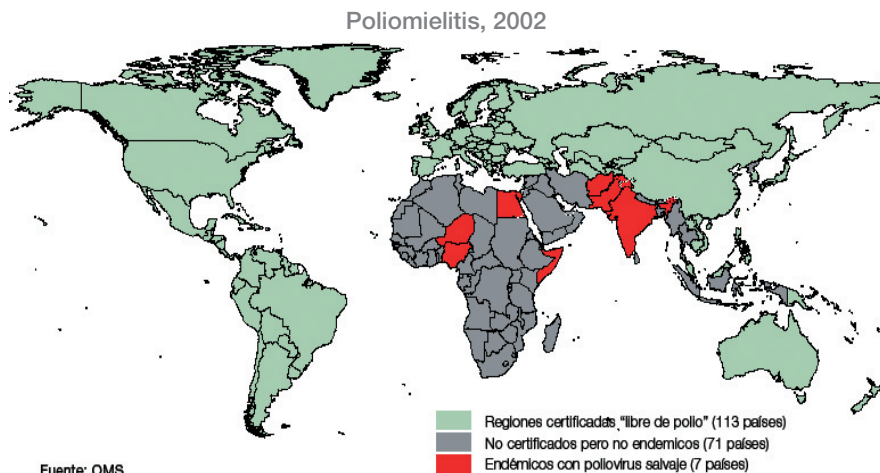 Poliomielitis, 2002
Regiones certificadas "libre de polio" (113 países)
No certificados pero no endemicos (71 países)
Endémicos con poliovirus salvaje (7 países)
Fuente: OMS